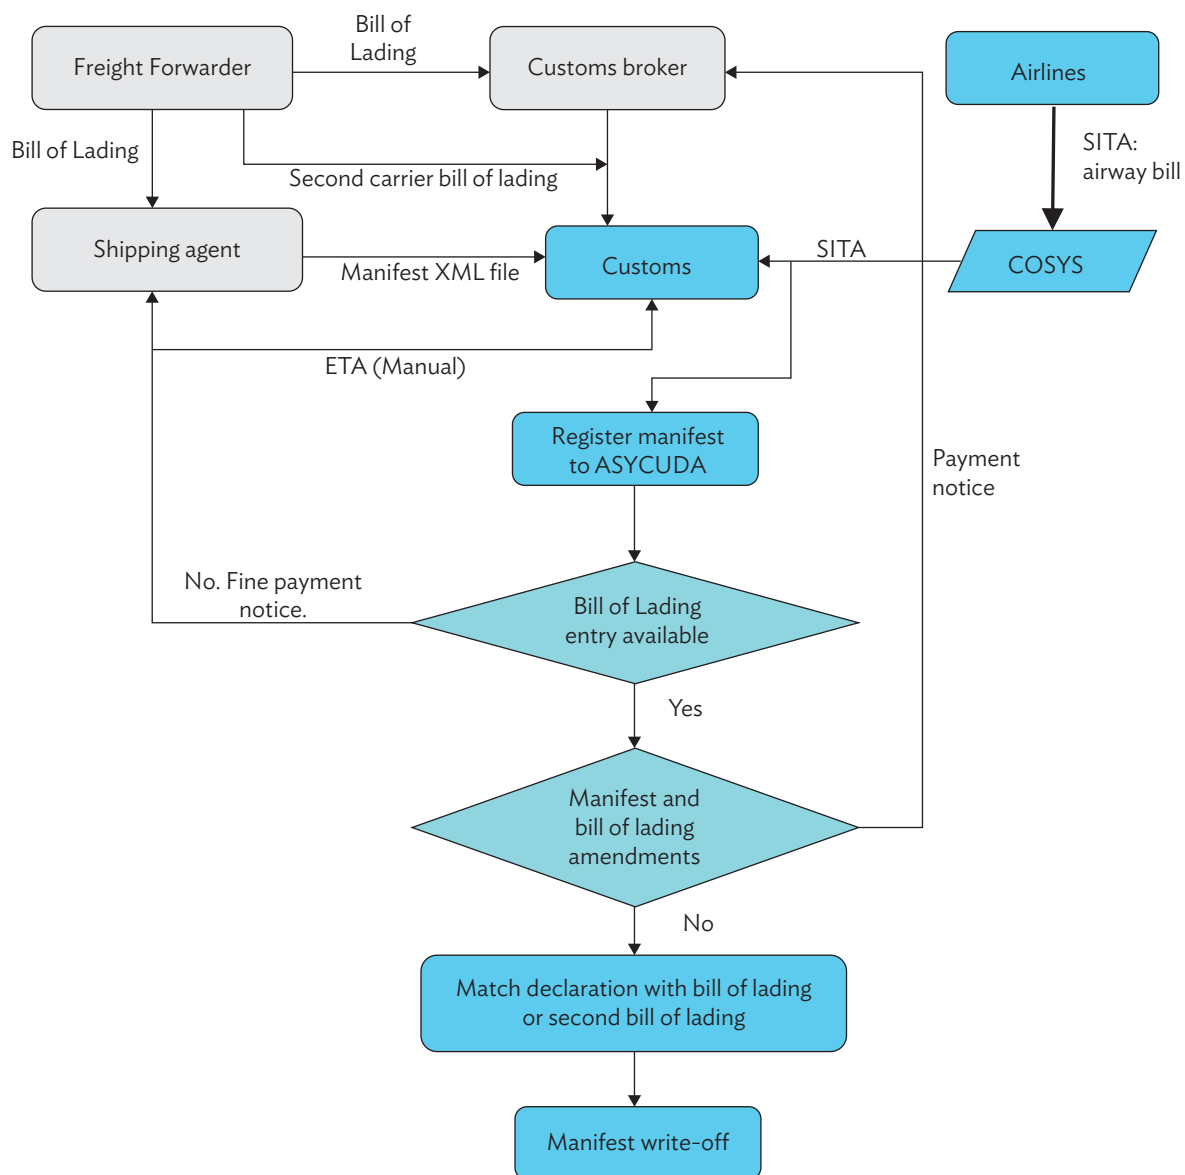 Bill of
Lading
Freight Forwarder
Customs broker
Airlines
Bill of Lading
Second carrier bill of lading
SITA:
airway bill
Shipping agent
Manifest XML file
Customs
SITA
COSYS
ETA (Manual)
Register manifest
to ASYCUDA
Payment
notice
No. Fine payment
notice.
Bill of Lading
entry available
Yes
Manifest and
bill of lading
amendments
No
Match declaration with bill of lading
or second bill of lading
Manifest write-off